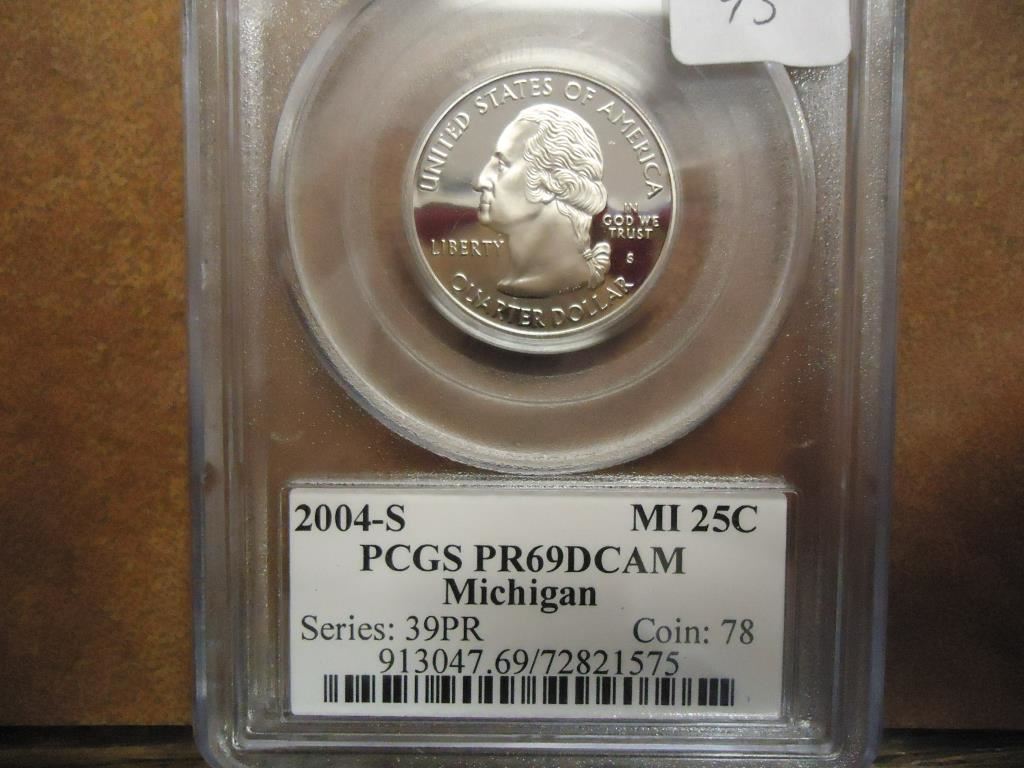 UNITED STATES OF AMERICA
IN
GOD WE
TRUST
LIBERTY
S
QUARTER DOLLAR
2004-S MI 25C
PCGS PR69DCAM
Michigan
Series: 39PR Coin: 78
913047.69/72821575